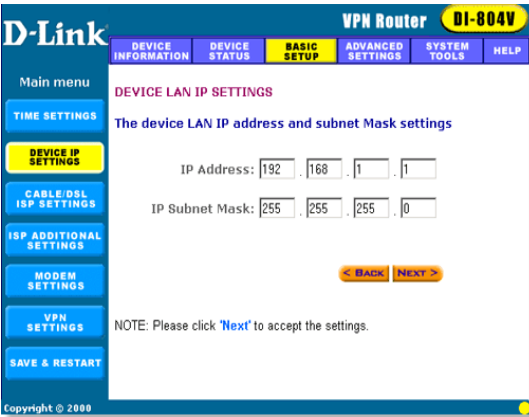 D-Link
VPN Router DI-804V
DEVICE INFORMATION
DEVICE STATUS
BASIC SETUP
ADVANCED SETTINGS
SYSTEM TOOLS
HELP
Main menu
TIME SETTINGS
DEVICE IP SETTINGS
CABLE/DSL ISP SETTINGS
ISP ADDITIONAL SETTINGS
MODEM SETTINGS
VPN SETTINGS
SAVE & RESTART
DEVICE LAN IP SETTINGS
The device LAN IP address and subnet Mask settings
IP Address: 192 . 168 . 1 . 1
IP Subnet Mask: 255 . 255 . 255 . 0
< BACK NEXT >
NOTE: Please click 'Next' to accept the settings.
Copyright © 2000